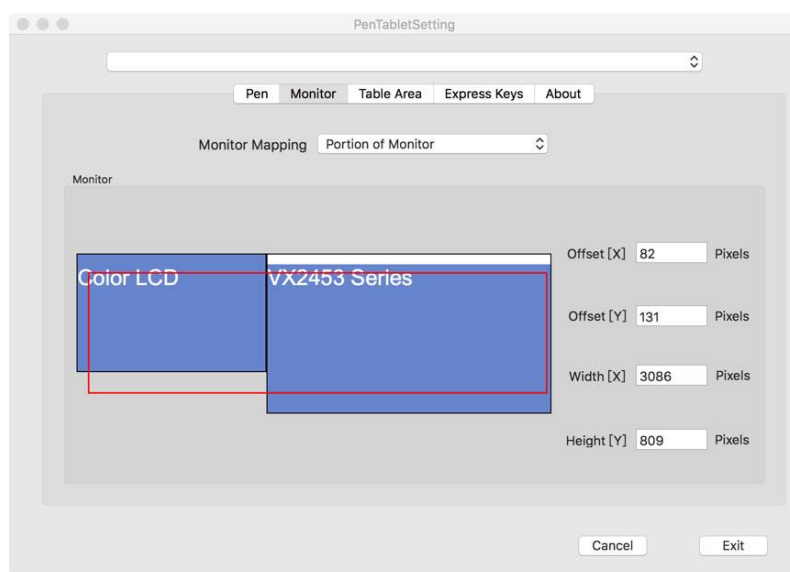 PenTabletSetting
Pen Monitor Table Area Express Keys About
Monitor Mapping Portion of Monitor
Monitor
Color LCD VX2453 Series
Offset [X] 82 Pixels
Offset [Y] 131 Pixels
Width [X] 3086 Pixels
Height [Y] 809 Pixels
Cancel Exit